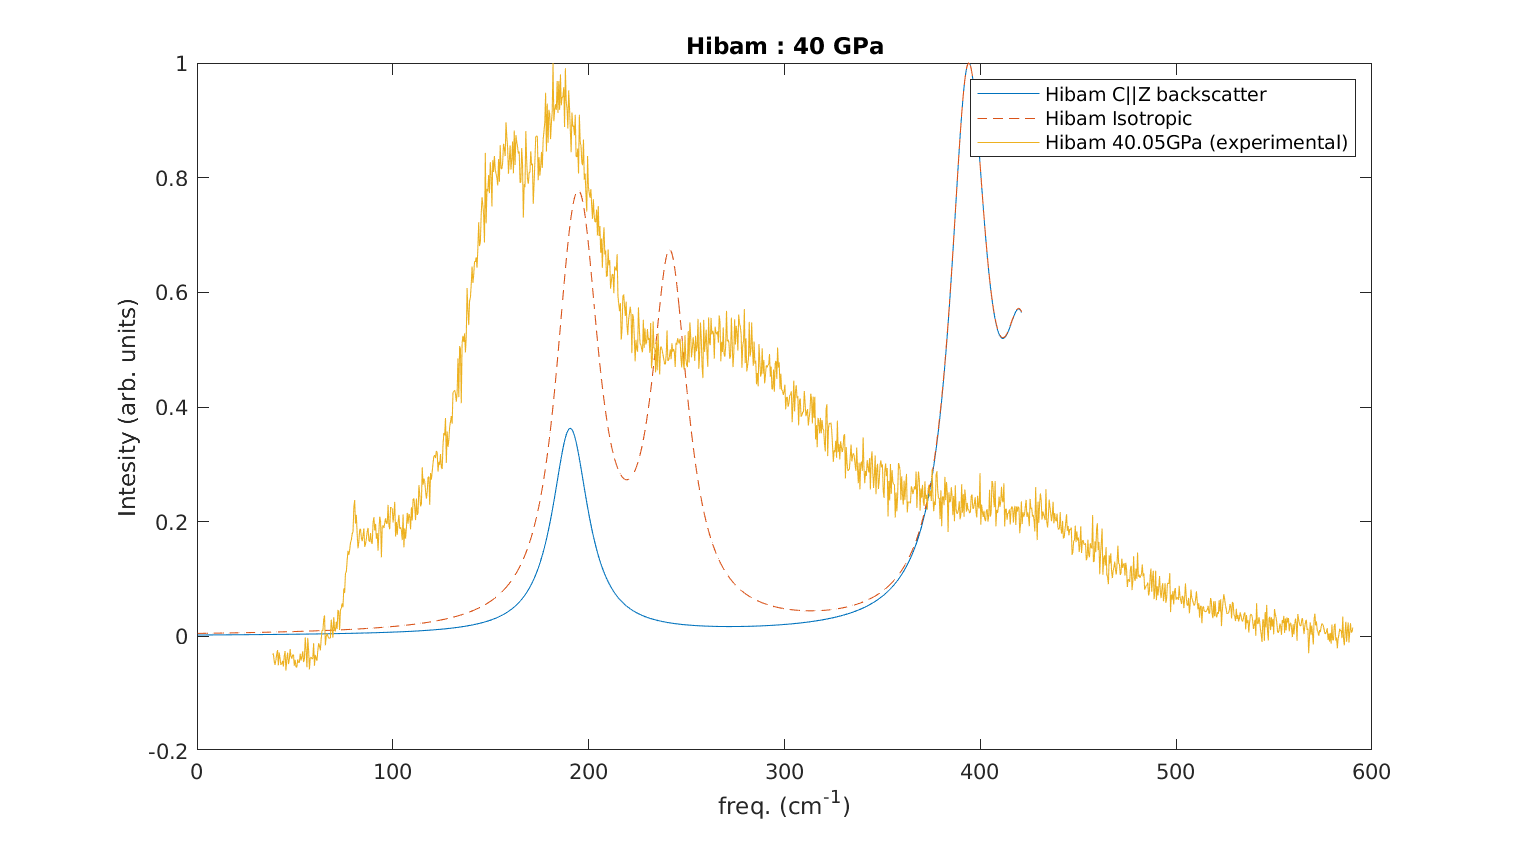 Hibam : 40 GPa
Hibam C||Z backscatter
Hibam Isotropic
Hibam 40.05GPa (experimental)
Intesity (arb. units)
1
0.8
0.6
0.4
0.2
0
-0.2
0 100 200 300 400 500 600
freq. (cm⁻¹)